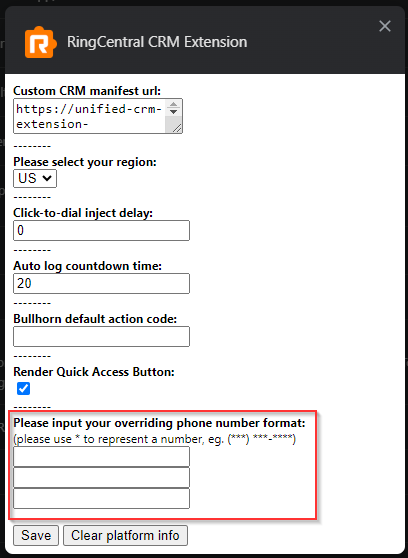 RingCentral CRM Extension
Custom CRM manifest url:
https://unified-crm-
extension-
--------
Please select your region:
US
--------
Click-to-dial inject delay:
0
--------
Auto log countdown time:
20
--------
Bullhorn default action code:
--------
Render Quick Access Button:
--------
Please input your overriding phone number format:
(please use * to represent a number, eg. (***) ***-****)
Save Clear platform info